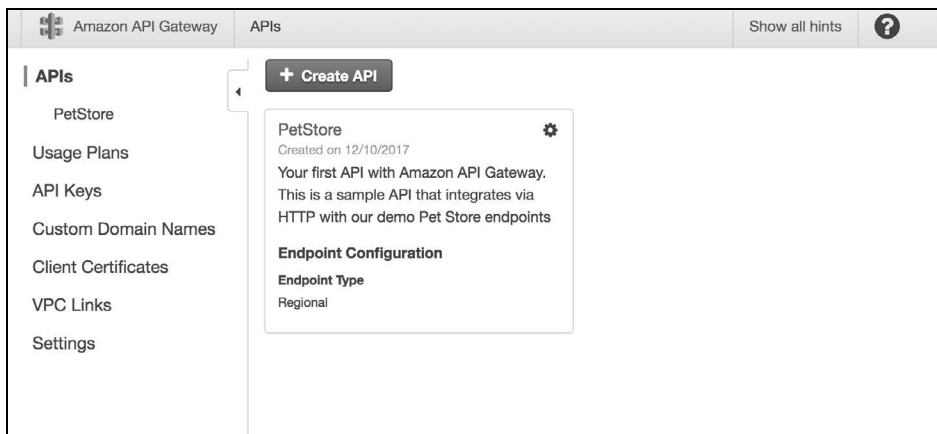 Amazon API Gateway APIs Show all hints ?
APIs
PetStore
Usage Plans
API Keys
Custom Domain Names
Client Certificates
VPC Links
Settings
+ Create API
PetStore
Created on 12/10/2017
Your first API with Amazon API Gateway.
This is a sample API that integrates via
HTTP with our demo Pet Store endpoints
Endpoint Configuration
Endpoint Type
Regional